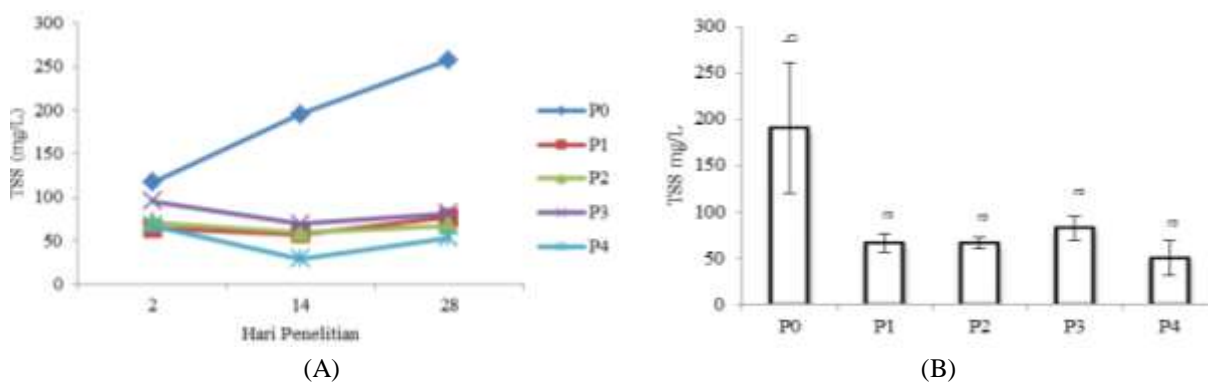 300
250
200
150
100
50
0
TSS (mg/L)
2 14 28
Hari Penelitian
P0
P1
P2
P3
P4
(A)
300
250
200
150
100
50
0
TSS mg/L
b
a
a
a
a
P0 P1 P2 P3 P4
(B)